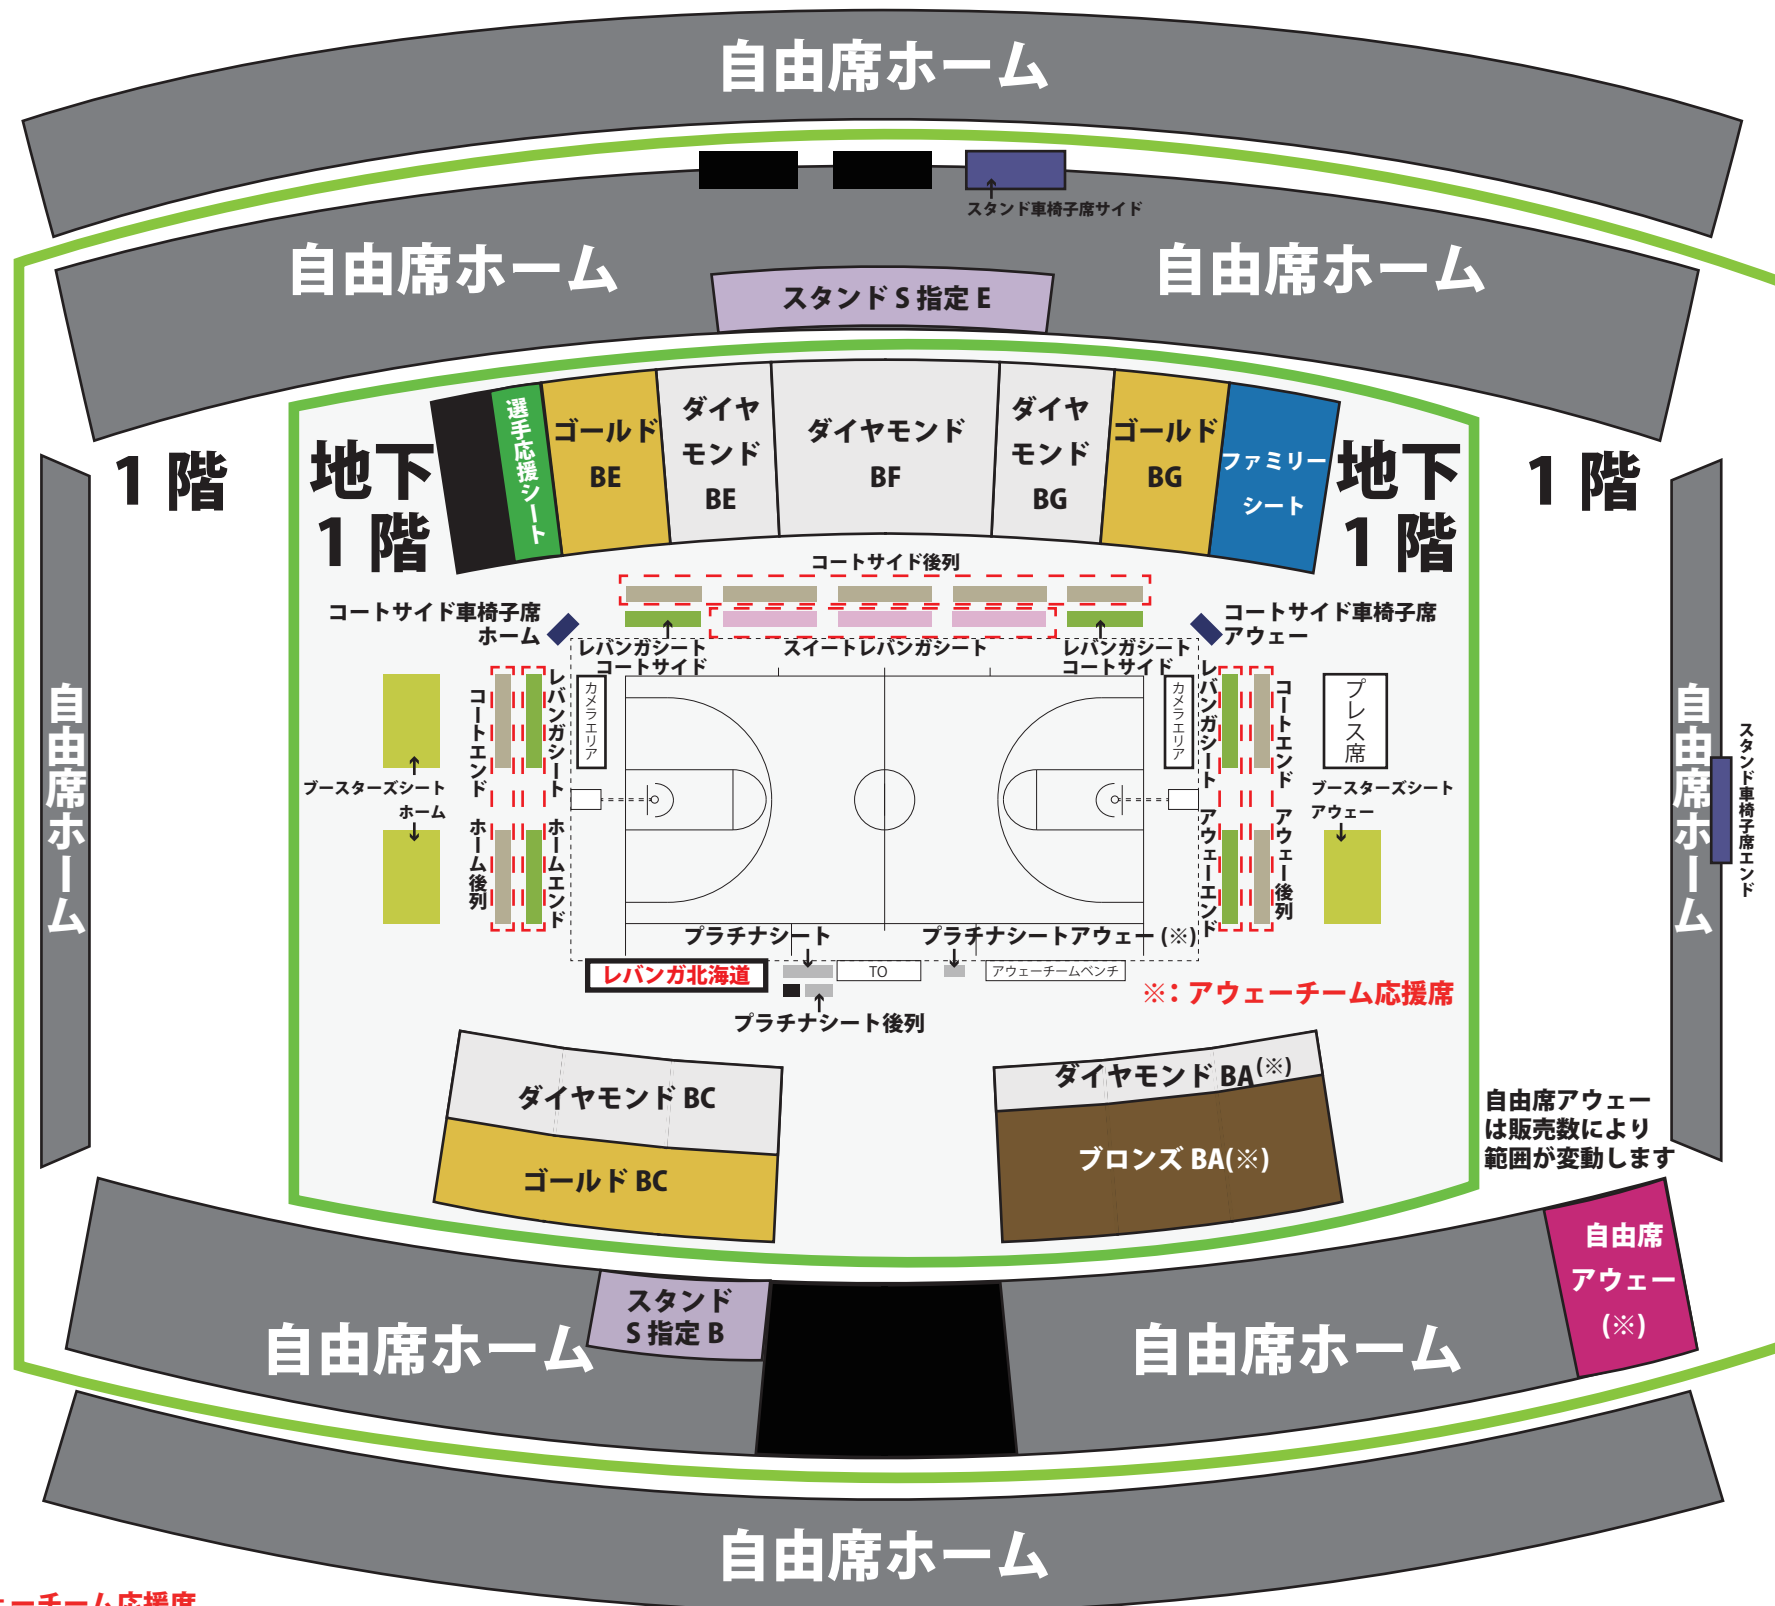 自由席ホーム
スタンド車椅子席サイド
自由席ホーム
自由席ホーム
スタンド S 指定 E
1 階
地下
1 階
選手応援シート
ゴールド
BE
ダイヤ
モンド
BE
ダイヤモンド
BF
ダイヤ
モンド
BG
ゴールド
BG
ファミリー
シート
地下
1 階
1 階
コートサイド後列
コートサイド車椅子席
ホーム
コートサイド車椅子席
アウェー
レバンガシート
コートサイド
スイートレバンガシート
レバンガシート
コートサイド
自由席ホーム
ブースターズシート
ホーム
コートエンド
ホーム後列
レバンガシート
ホームエンド
カメラエリア
カメラエリア
レバンガシート
アウェーエンド
コートエンド
アウェー後列
プレス席
ブースターズシート
アウェー
自由席ホーム
スタンド車椅子席エンド
プラチナシート
プラチナシートアウェー (※)
レバンガ北海道
TO
アウェーチームベンチ
※：アウェーチーム応援席
プラチナシート後列
ダイヤモンド BC
ゴールド BC
ダイヤモンド BA(※)
ブロンズ BA(※)
自由席アウェー
は販売数により
範囲が変動します
自由席
アウェー
(※)
スタンド
S 指定 B
自由席ホーム
自由席ホーム
自由席ホーム
ーチーム応援席